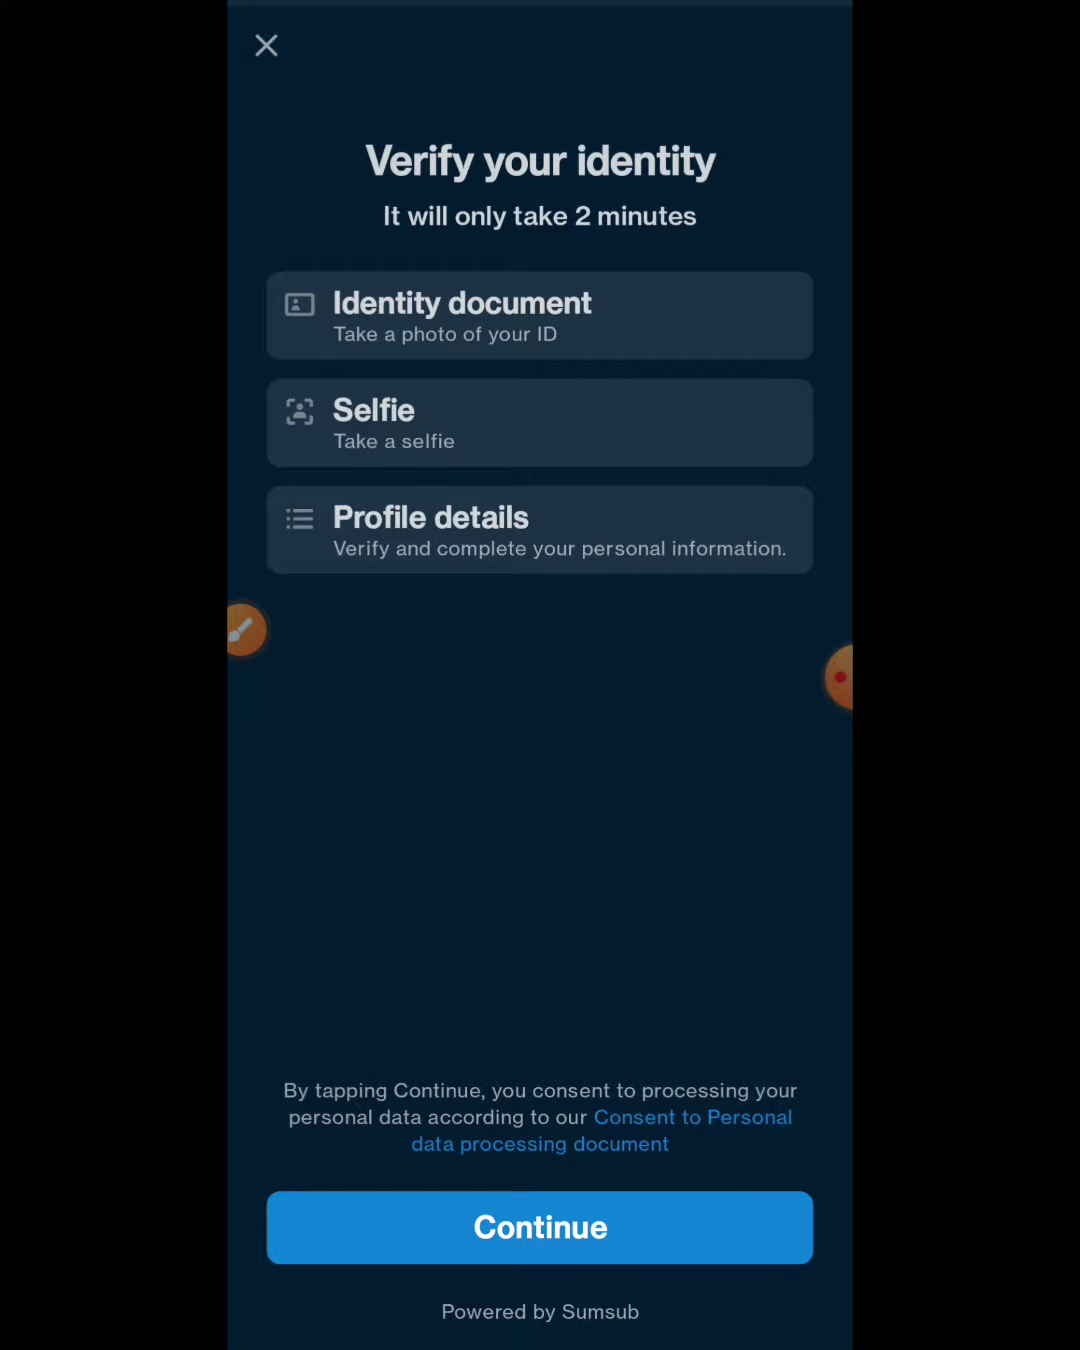 Verify your identity
It will only take 2 minutes
Identity document
Take a photo of your ID
Selfie
Take a selfie
Profile details
Verify and complete your personal information.
By tapping Continue, you consent to processing your
personal data according to our Consent to Personal
data processing document
Continue
Powered by Sumsub